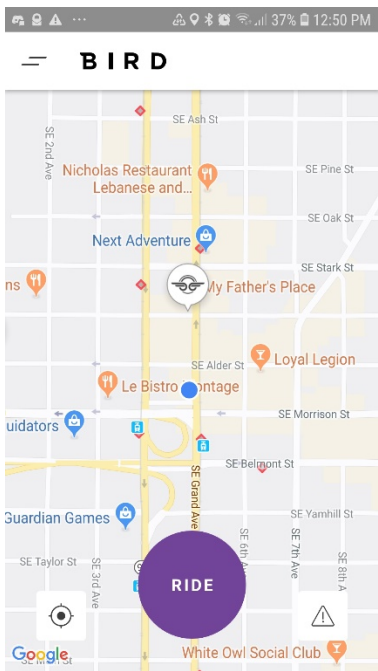 37% 12:50 PM
BIRD
SE Ash St
SE 2nd Ave
Nicholas Restaurant
Lebanese and...
SE Pine St
SE Oak St
Next Adventure
SE Stark St
ns
My Father's Place
SE Alder St
Loyal Legion
Le Bistro
ontage
SE Morrison St
uidators
SE Belmont St
SE Grand Ave
Guardian Games
SE Yamhill St
SE Taylor St
SE 3rd Ave
SE 6th
SE 7th Ave
SE 8th A
RIDE
Google
White Owl Social Club